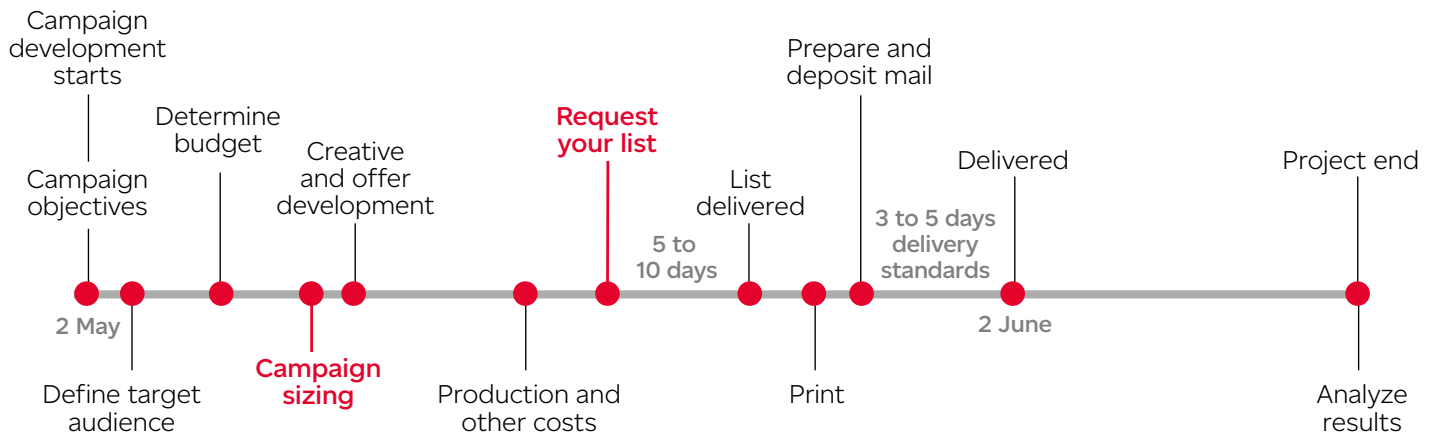 Campaign
development
starts
Campaign
objectives
2 May
Define target
audience
Determine
budget
Campaign
sizing
Creative
and offer
development
Production and
other costs
Request
your list
5 to
10 days
List
delivered
Print
Prepare and
deposit mail
3 to 5 days
delivery
standards
Delivered
2 June
Project end
Analyze
results